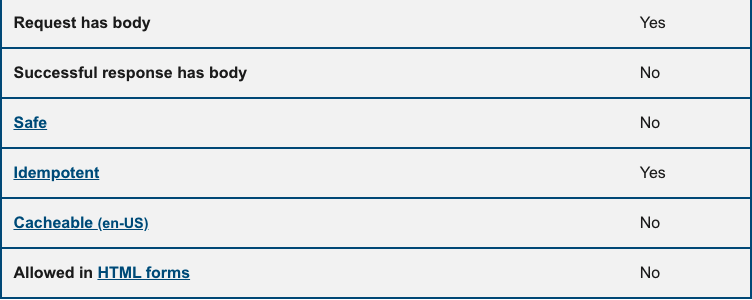 Request has body Yes
Successful response has body No
Safe No
Idempotent Yes
Cacheable (en-US) No
Allowed in HTML forms No